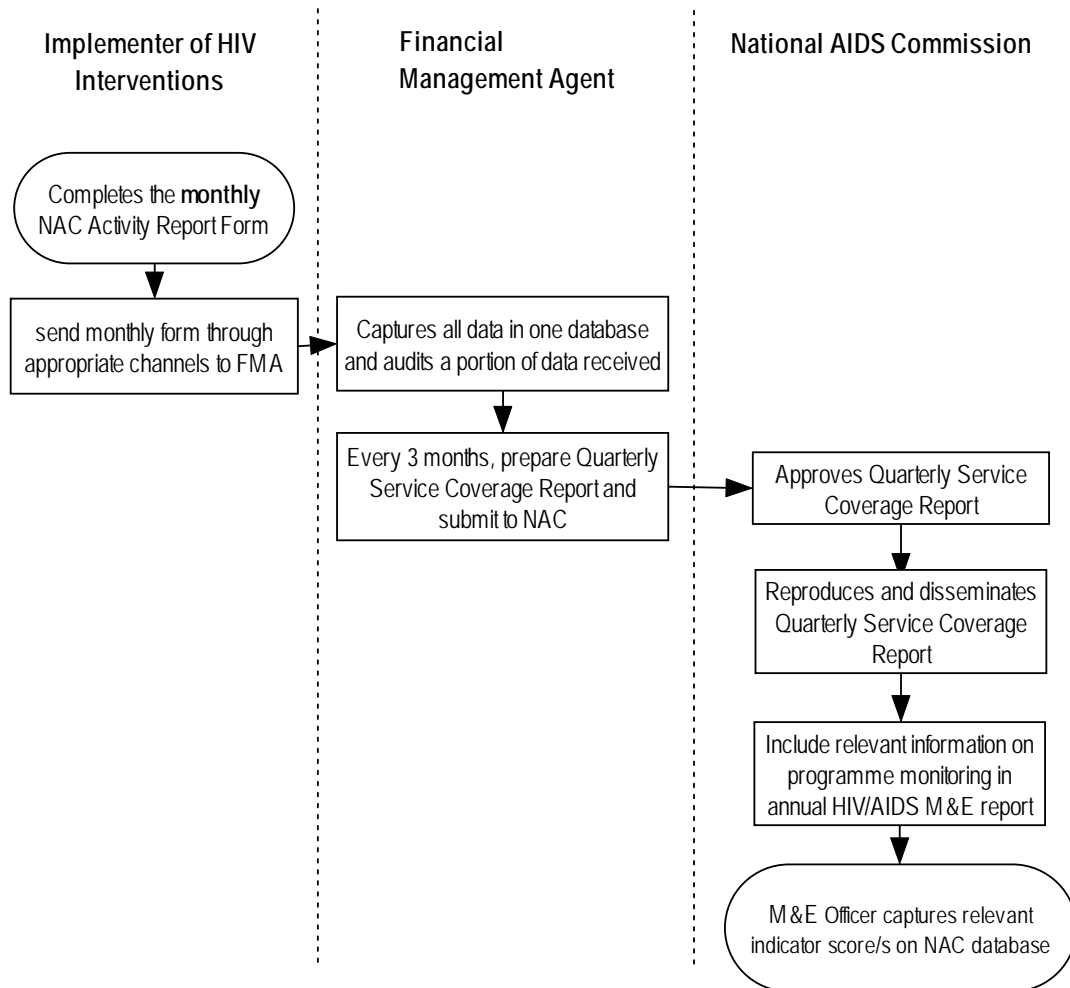 Implementer of HIV
Interventions
Financial
Management Agent
National AIDS Commission
Completes the monthly
NAC Activity Report Form
send monthly form through
appropriate channels to FMA
Captures all data in one database
and audits a portion of data received
Every 3 months, prepare Quarterly
Service Coverage Report and
submit to NAC
Approves Quarterly Service
Coverage Report
Reproduces and disseminates
Quarterly Service Coverage
Report
Include relevant information on
programme monitoring in
annual HIV/AIDS M&E report
M&E Officer captures relevant
indicator score/s on NAC database